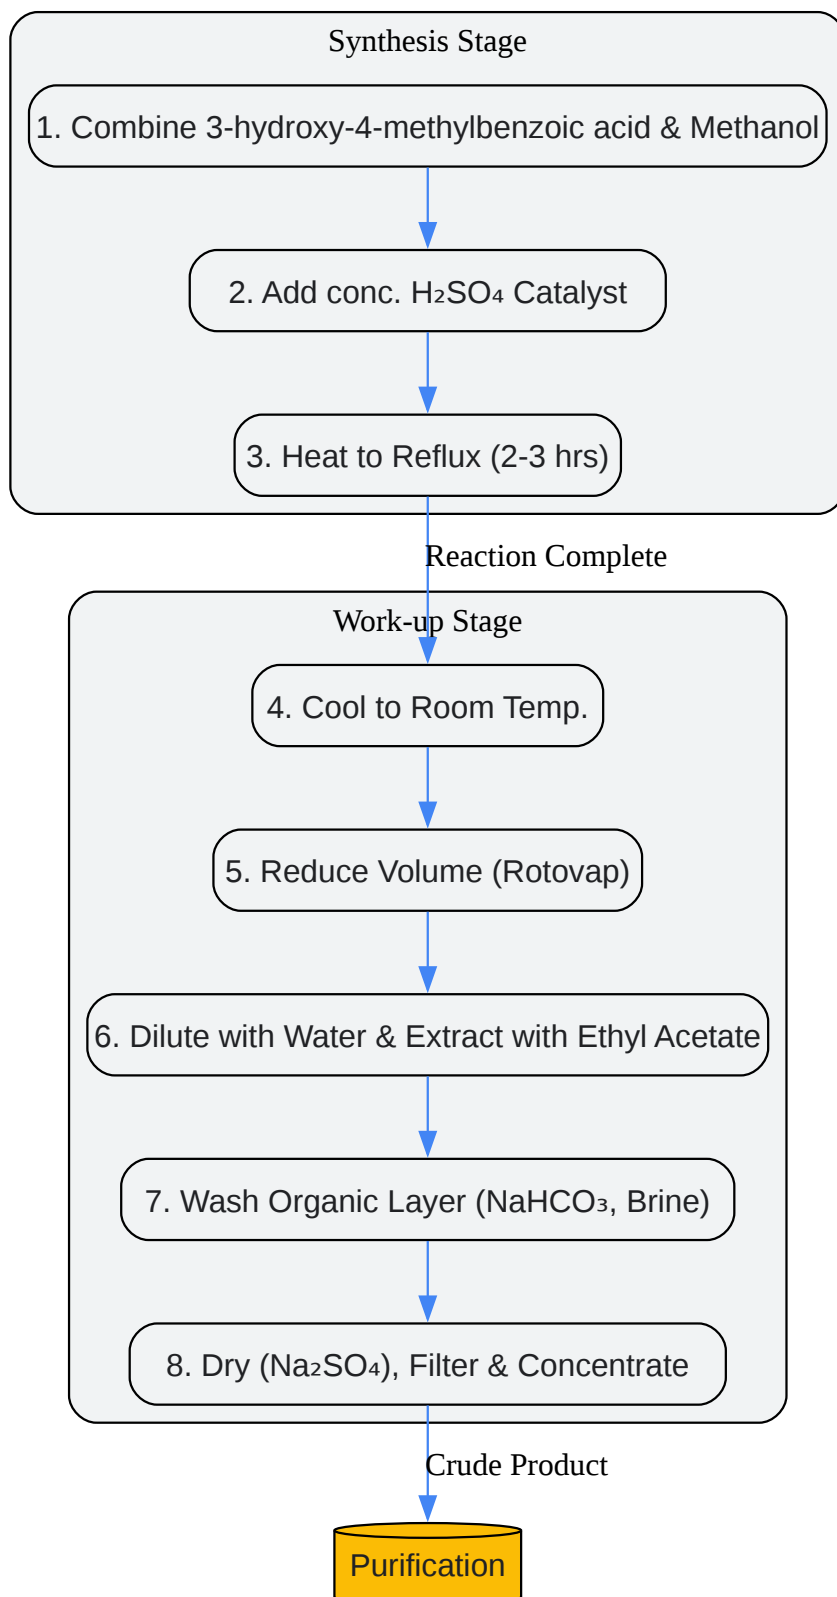 Synthesis Stage
1. Combine 3-hydroxy-4-methylbenzoic acid & Methanol
2. Add conc. H₂SO₄ Catalyst
3. Heat to Reflux (2-3 hrs)
Reaction Complete
Work-up Stage
4. Cool to Room Temp.
5. Reduce Volume (Rotovap)
6. Dilute with Water & Extract with Ethyl Acetate
7. Wash Organic Layer (NaHCO₃, Brine)
8. Dry (Na₂SO₄), Filter & Concentrate
Crude Product
Purification